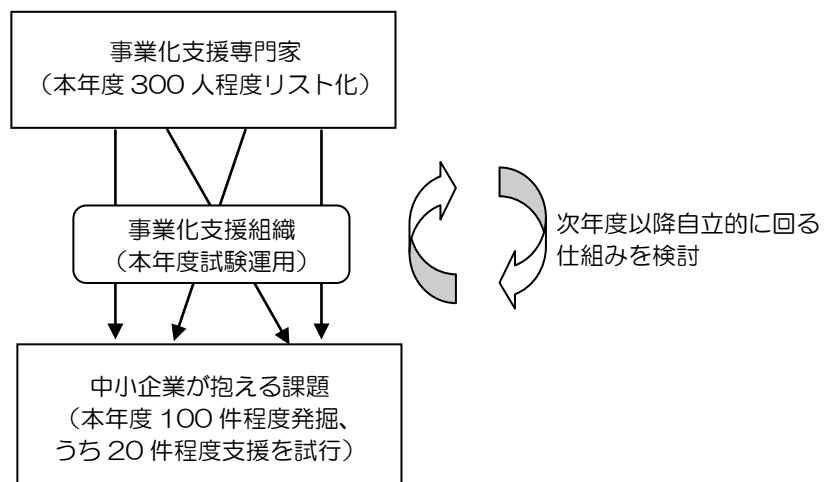 事業化支援専門家
（本年度 300 人程度リスト化）
事業化支援組織
（本年度試験運用）
次年度以降自立的に回る
仕組みを検討
中小企業が抱える課題
（本年度 100 件程度発掘、
うち 20 件程度支援を試行）